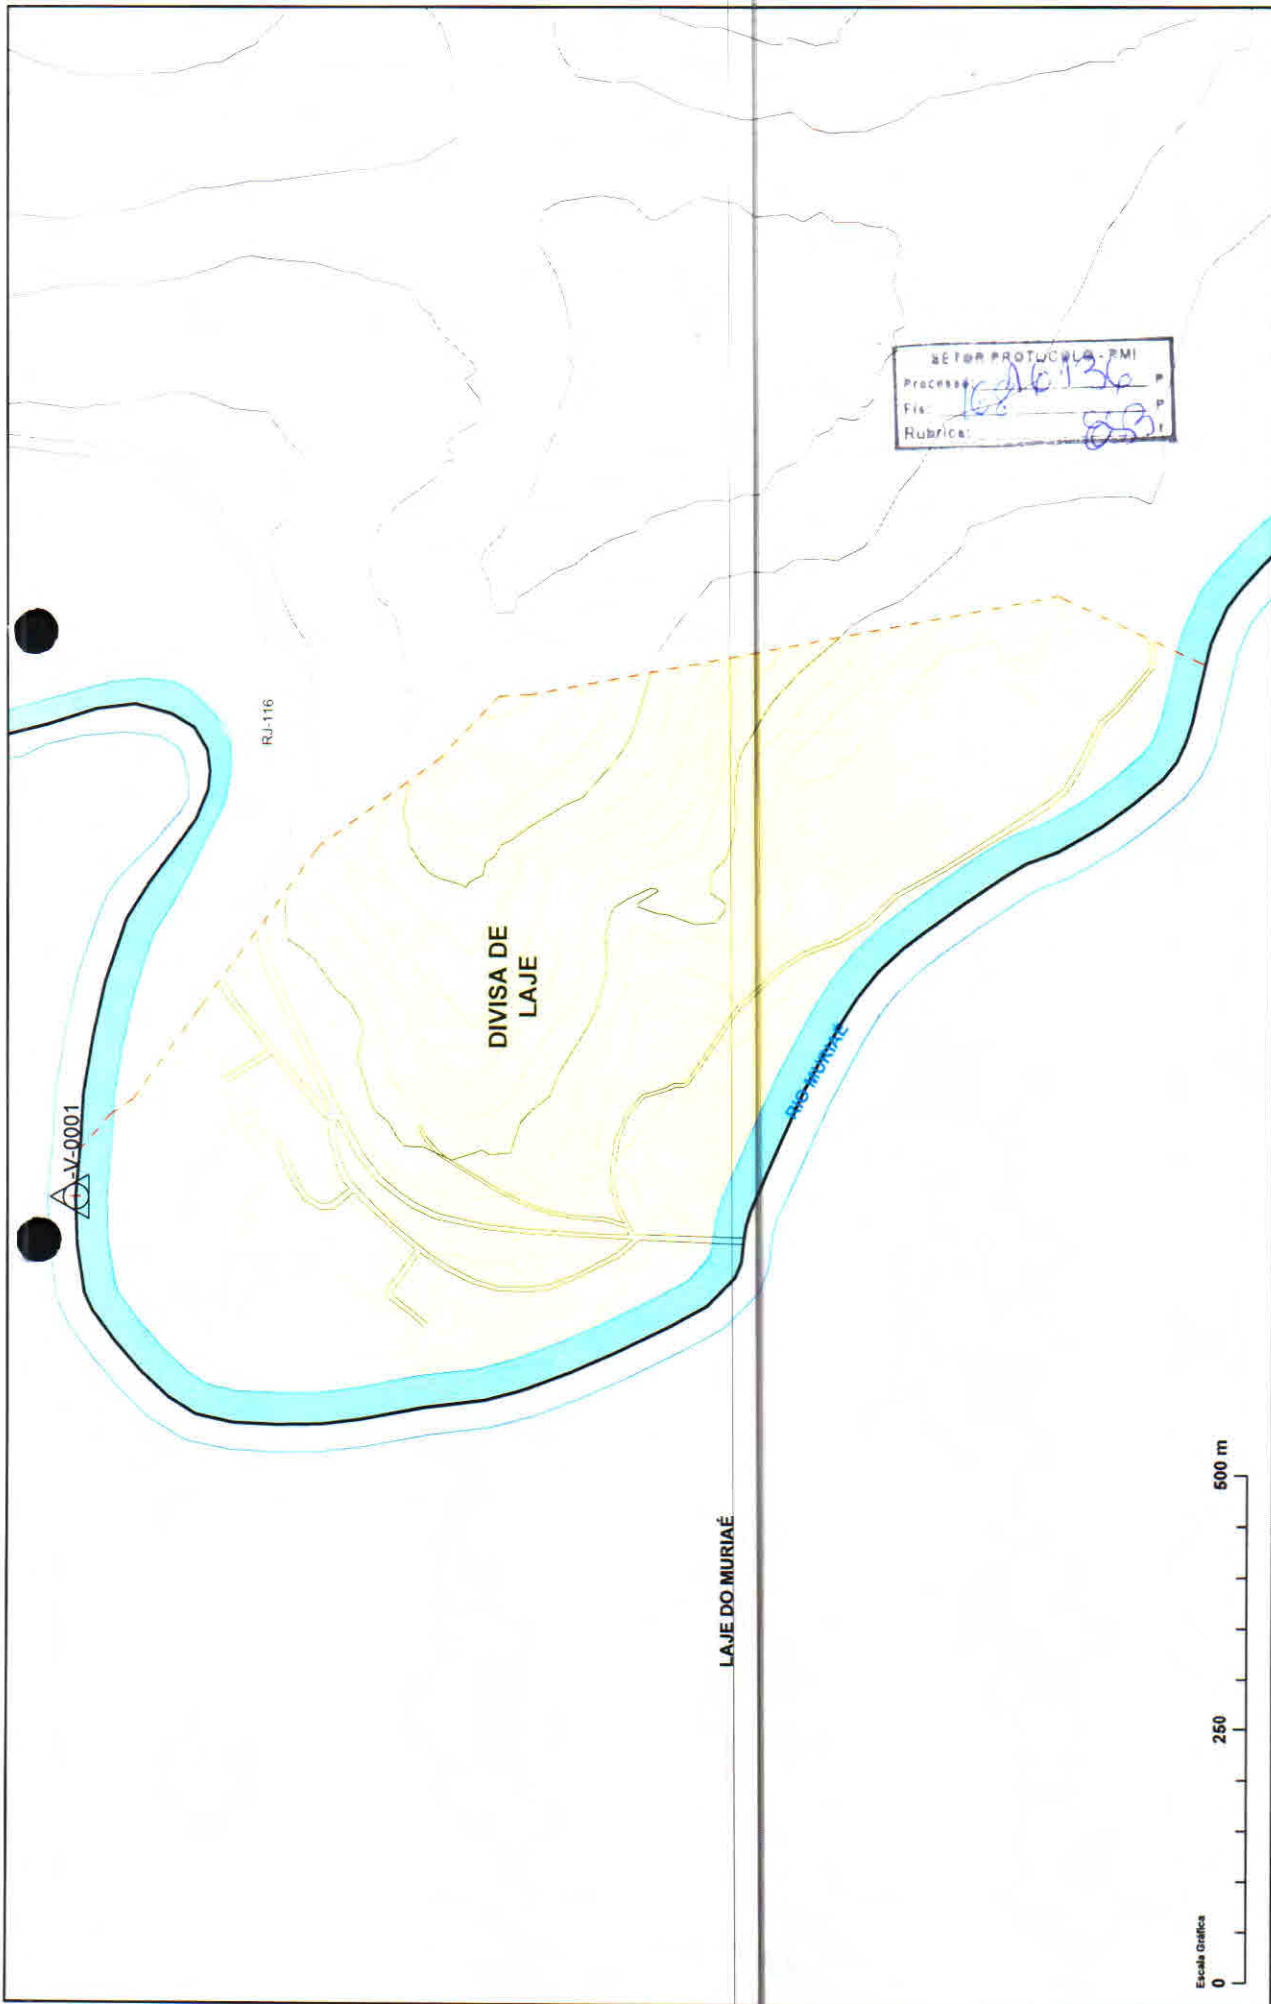 SETOR PROTOCOLO - PMI
Processo: 16136 P
Fls: 168 P
Rubrica:
RJ-116
-V-0001
DIVISA DE
LAJE
RIO MURIAÉ
LAJE DO MURIAÉ
Escala Gráfica
0 250 500 m